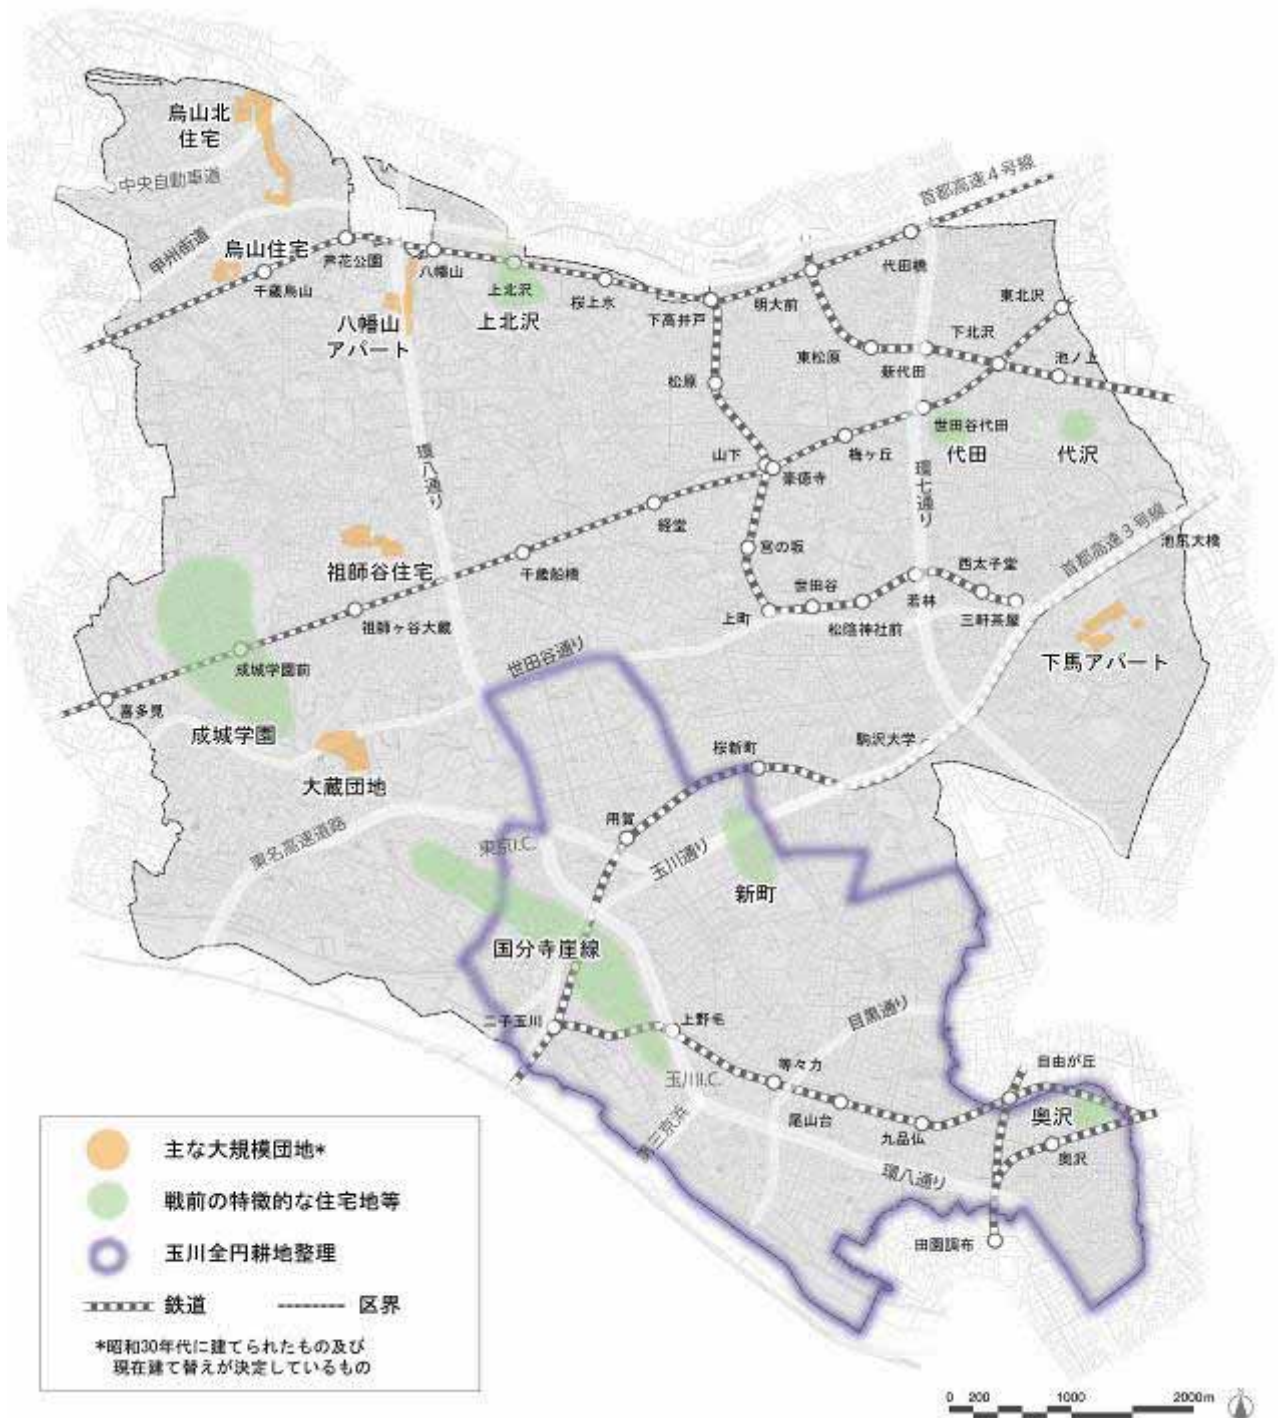 烏山北
住宅
中央自動車道
首都高速4号線
甲州街道
烏山住宅
芦花公園
千歳烏山
八幡山
八幡山
アパート
上北沢
上北沢
桜上水
下高井戸
明大前
代田橋
東北沢
下北沢
東松原
新代田
池ノ上
松原
世田谷代田
代田
代沢
山下
豪徳寺
梅ヶ丘
環八通り
環七通り
経堂
首都高速3号線
池尻大橋
祖師谷住宅
千歳船橋
宮の坂
世田谷
西太子堂
若林
上町
松陰神社前
三軒茶屋
祖師ヶ谷大蔵
下馬アパート
世田谷通り
成城学園前
喜多見
成城学園
大蔵団地
桜新町
駒沢大学
用賀
東名高速道路
東京I.C.
玉川通り
新町
国分寺崖線
二子玉川
上野毛
目黒通り
玉川I.C.
等々力
自由が丘
尾山台
奥沢
九品仏
奥沢
第三京浜
環八通り
田園調布
主な大規模団地*
戦前の特徴的な住宅地等
玉川全円耕地整理
鉄道 区界
*昭和30年代に建てられたもの及び
現在建て替えが決定しているもの
0 200 1000 2000m